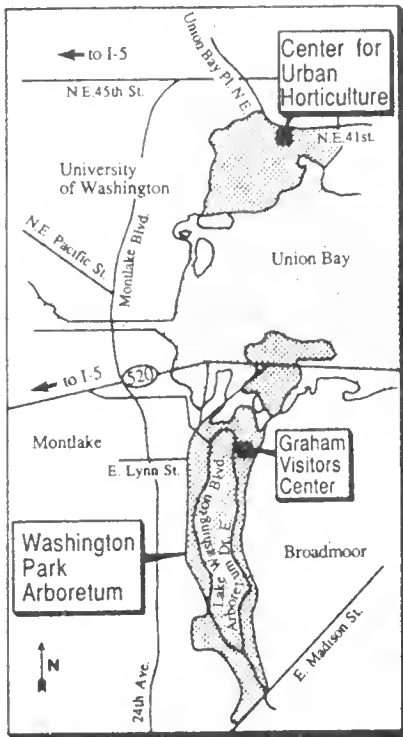 to I-5
N.E.45th St.
Union Bay Pl. N E
Center for
Urban
Horticulture
N.E.41st.
University
of Washington
Montlake Blvd.
N.E. Pacific St.
Union Bay
to I-5
520
Montlake
E. Lynn St.
Graham
Visitors
Center
Lake Washington Blvd.
Arboretum Dr. E.
Washington
Park
Arboretum
Broadmoor
E. Madison St.
N
24th Ave.